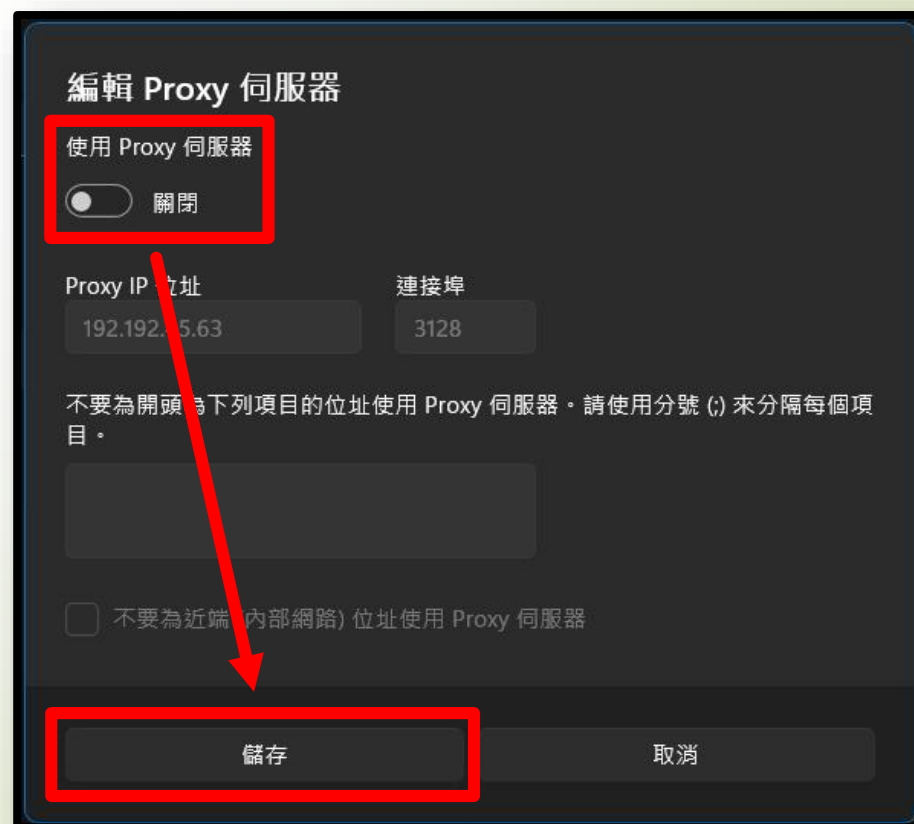 編輯 Proxy 伺服器
使用 Proxy 伺服器
關閉
Proxy IP 位址
連接埠
192.192.
5.63
3128
不要為開頭為下列項目的位址使用 Proxy 伺服器。請使用分號 (;) 來分隔每個項
目。
不要為近端 (內部網路) 位址使用 Proxy 伺服器
儲存
取消